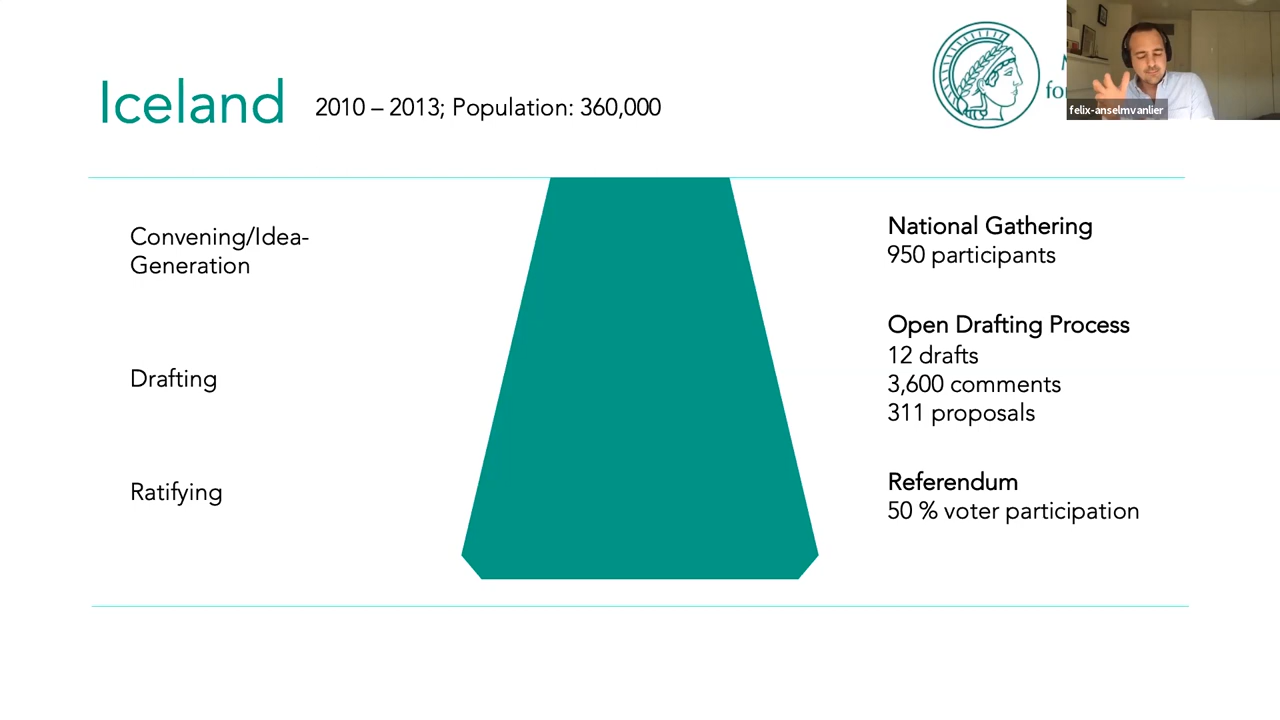 Iceland 2010 – 2013; Population: 360,000
felix-anselmvanlier
Convening/Idea-
Generation
National Gathering
950 participants
Drafting
Open Drafting Process
12 drafts
3,600 comments
311 proposals
Ratifying
Referendum
50 % voter participation